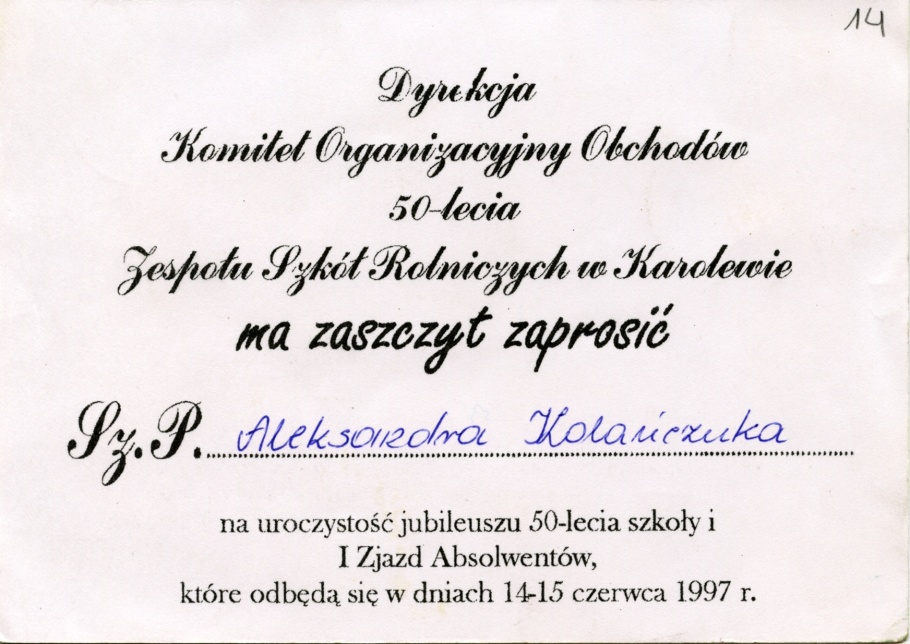 14
Dyrekcja
Komitet Organizacyjny Obchodów
50-lecia
Zespołu Szkół Rolniczych w Karolewie
ma zaszczyt zaprosić
Sz.P. Aleksandra Kolańczuka
na uroczystość jubileuszu 50-lecia szkoły i
I Zjazd Absolwentów,
które odbędą się w dniach 14-15 czerwca 1997 r.